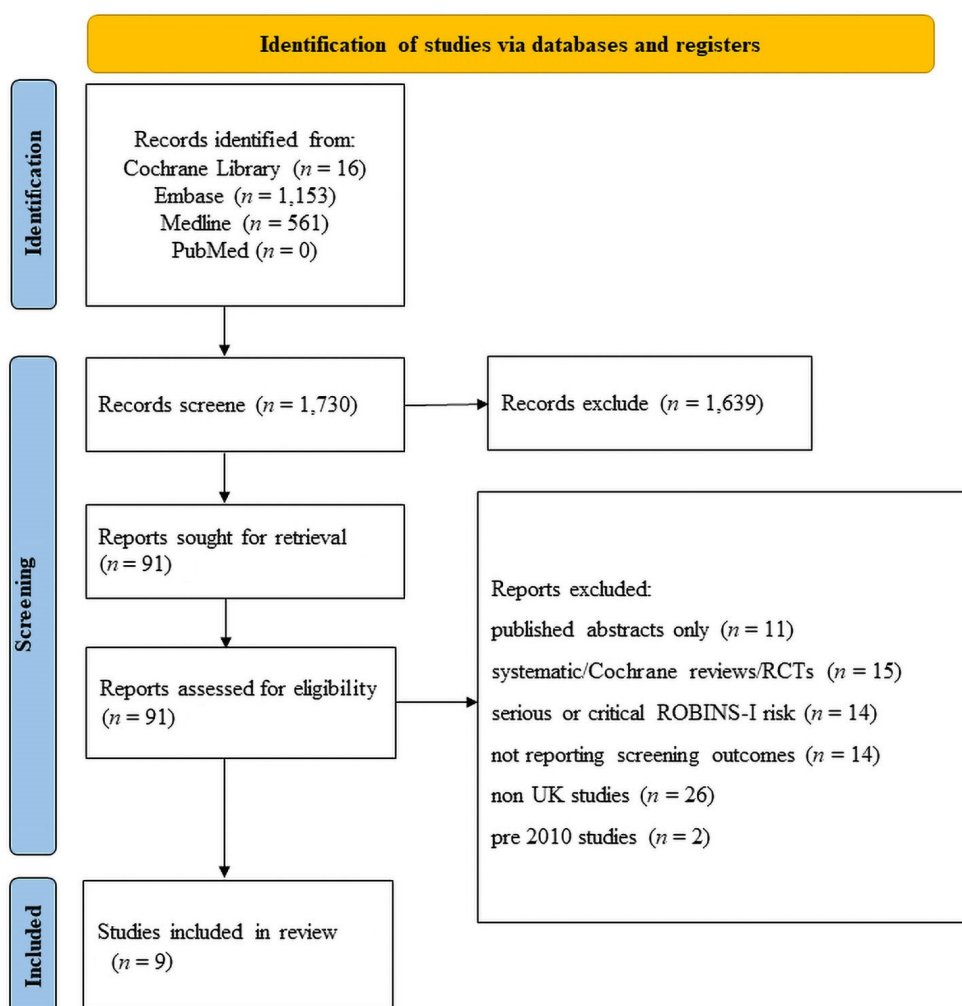 Identification of studies via databases and registers
Identification
Records identified from:
Cochrane Library (n = 16)
Embase (n = 1,153)
Medline (n = 561)
PubMed (n = 0)
Screening
Records screene (n = 1,730)
Records exclude (n = 1,639)
Reports sought for retrieval
(n = 91)
Reports assessed for eligibility
(n = 91)
Reports excluded:
published abstracts only (n = 11)
systematic/Cochrane reviews/RCTs (n = 15)
serious or critical ROBINS-I risk (n = 14)
not reporting screening outcomes (n = 14)
non UK studies (n = 26)
pre 2010 studies (n = 2)
Included
Studies included in review
(n = 9)